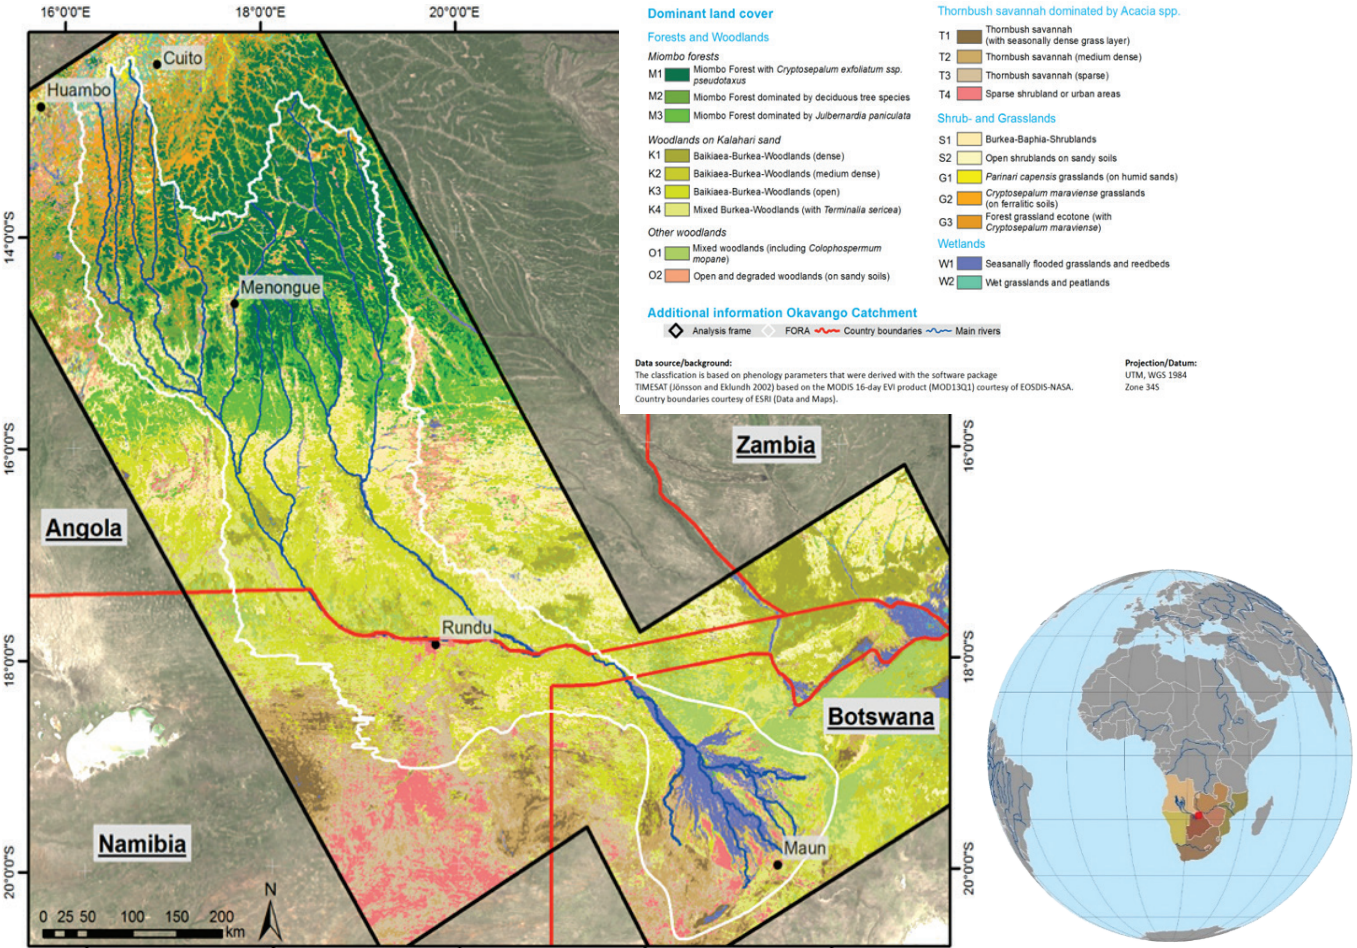 16°0'0"E
18°0'0"E
20°0'0"E
14°0'0"S
16°0'0"S
18°0'0"S
20°0'0"S
16°0'0"S
18°0'0"S
20°0'0"S
Cuito
Huambo
Menongue
Angola
Zambia
Rundu
Botswana
Namibia
Maun
N
0 25 50 100 150 200
km
Dominant land cover
Forests and Woodlands
Miombo forests
M1 Miombo Forest with Cryptosepalum exfoliatum ssp.
pseudotaxus
M2 Miombo Forest dominated by deciduous tree species
M3 Miombo Forest dominated by Julbernardia paniculata
Woodlands on Kalahari sand
K1 Baikiaea-Burkea-Woodlands (dense)
K2 Baikiaea-Burkea-Woodlands (medium dense)
K3 Baikiaea-Burkea-Woodlands (open)
K4 Mixed Burkea-Woodlands (with Terminalia sericea)
Other woodlands
O1 Mixed woodlands (including Colophospermum
mopane)
O2 Open and degraded woodlands (on sandy soils)
Thornbush savannah dominated by Acacia spp.
T1 Thornbush savannah
(with seasonally dense grass layer)
T2 Thornbush savannah (medium dense)
T3 Thornbush savannah (sparse)
T4 Sparse shrubland or urban areas
Shrub- and Grasslands
S1 Burkea-Baphia-Shrublands
S2 Open shrublands on sandy soils
G1 Parinari capensis grasslands (on humid sands)
G2 Cryptosepalum maraviense grasslands
(on feralitic soils)
G3 Forest grassland ecotone (with
Cryptosepalum maraviense)
Wetlands
W1 Seasanally flooded grasslands and reedbeds
W2 Wet grasslands and peatlands
Additional information Okavango Catchment
Analysis frame FORA Country boundaries Main rivers
Data source/background:
The classfication is based on phenology parameters that were derived with the software package
TIMESAT (Jönsson and Eklundh 2002) based on the MODIS 16-day EVI product (MOD13Q1) courtesy of EOSDIS-NASA.
Country boundaries courtesy of ESRI (Data and Maps).
Projection/Datum:
UTM, WGS 1984
Zone 34S